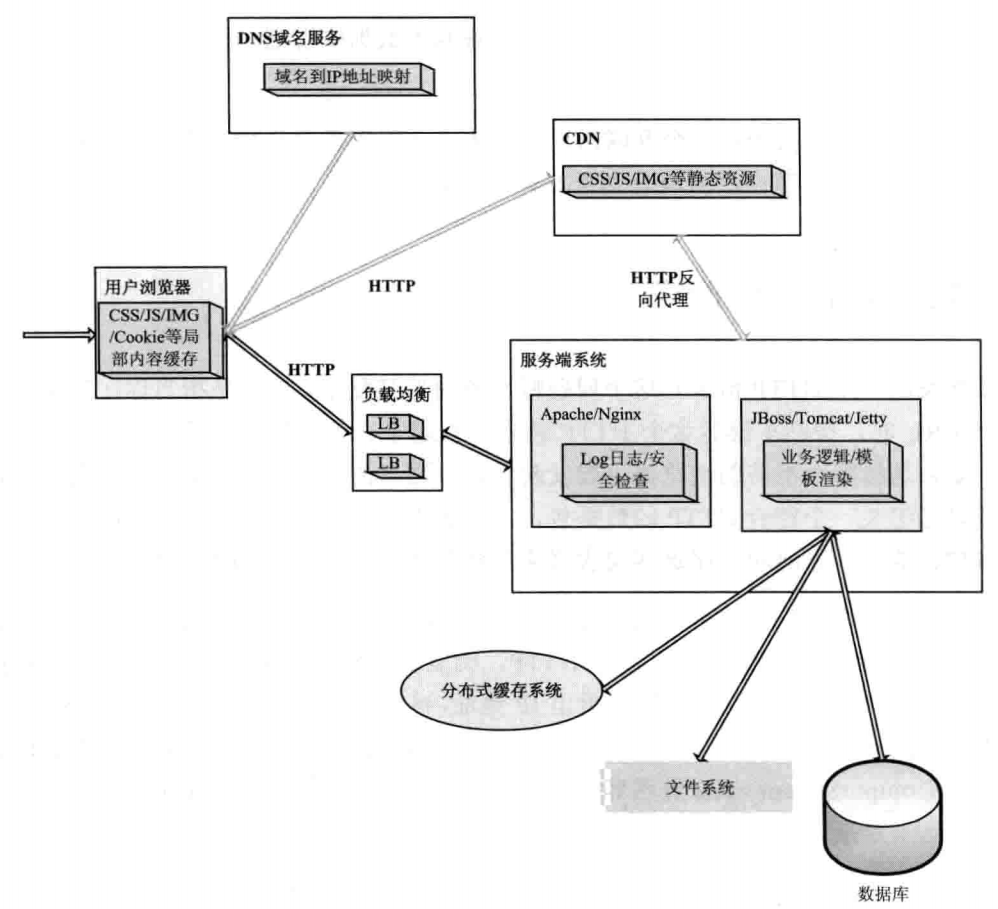 DNS域名服务
域名到IP地址映射
CDN
CSS/JS/IMG等静态资源
HTTP
HTTP反
向代理
用户浏览器
CSS/JS/IMG
/Cookie等局
部内容缓存
HTTP
负载均衡
LB
LB
服务端系统
Apache/Nginx
Log日志/安
全检查
JBoss/Tomcat/Jetty
业务逻辑/模
板渲染
分布式缓存系统
文件系统
数据库